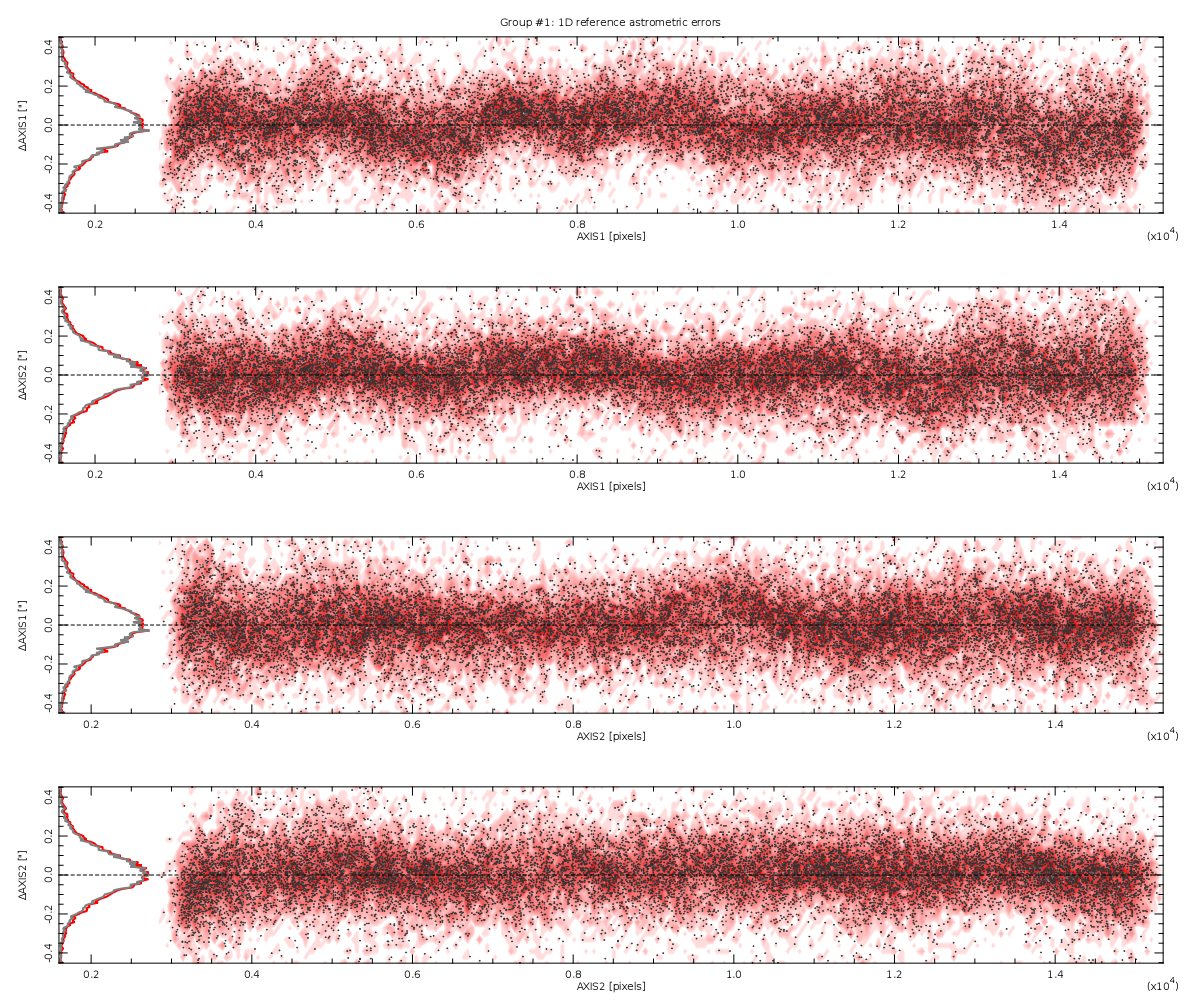 Group #1: 1D reference astrometric errors
0.4
0.2
0.0
-0.2
-0.4
ΔAXIS1 ["]
0.2 0.4 0.6 0.8 1.0 1.2 1.4
AXIS1 [pixels]
(x10⁴)
0.4
0.2
0.0
-0.2
-0.4
ΔAXIS2 ["]
0.2 0.4 0.6 0.8 1.0 1.2 1.4
AXIS1 [pixels]
(x10⁴)
0.4
0.2
0.0
-0.2
-0.4
ΔAXIS1 ["]
0.2 0.4 0.6 0.8 1.0 1.2 1.4
AXIS2 [pixels]
(x10⁴)
0.4
0.2
0.0
-0.2
-0.4
ΔAXIS2 ["]
0.2 0.4 0.6 0.8 1.0 1.2 1.4
AXIS2 [pixels]
(x10⁴)